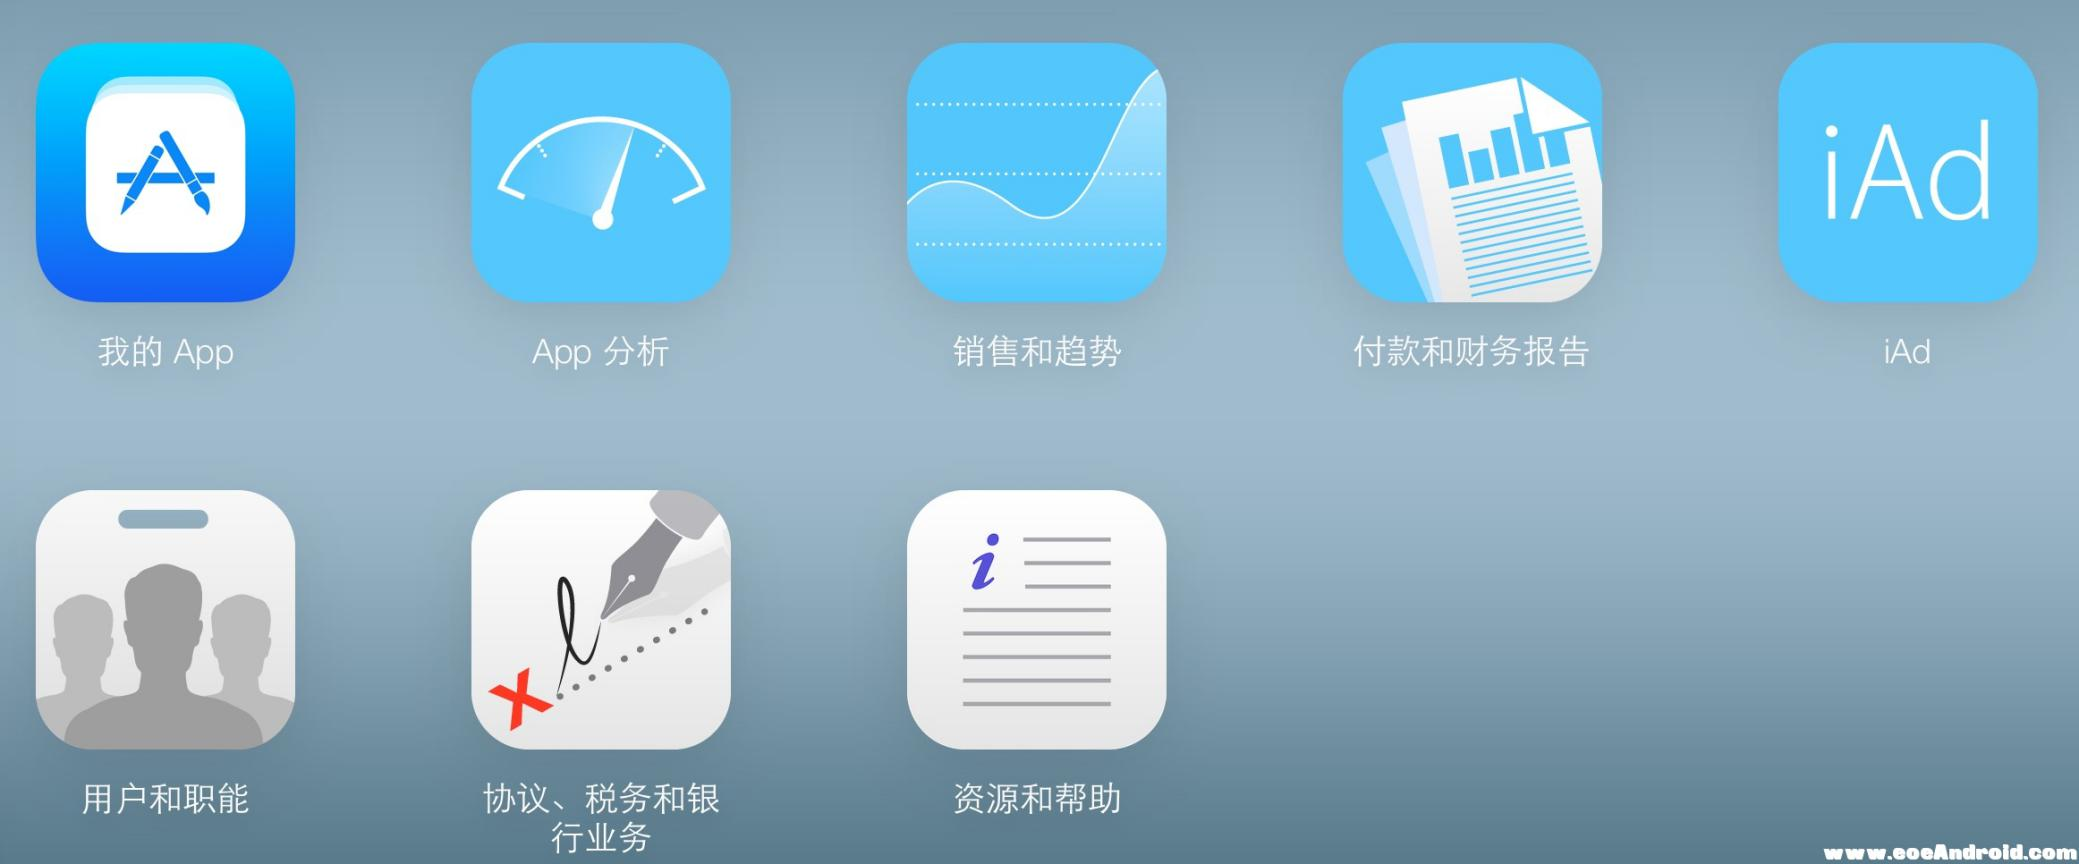 iAd
我的 App
App 分析
销售和趋势
付款和财务报告
iAd
i
用户和职能
协议、税务和银
行业务
资源和帮助
www.eoeAndroid.com